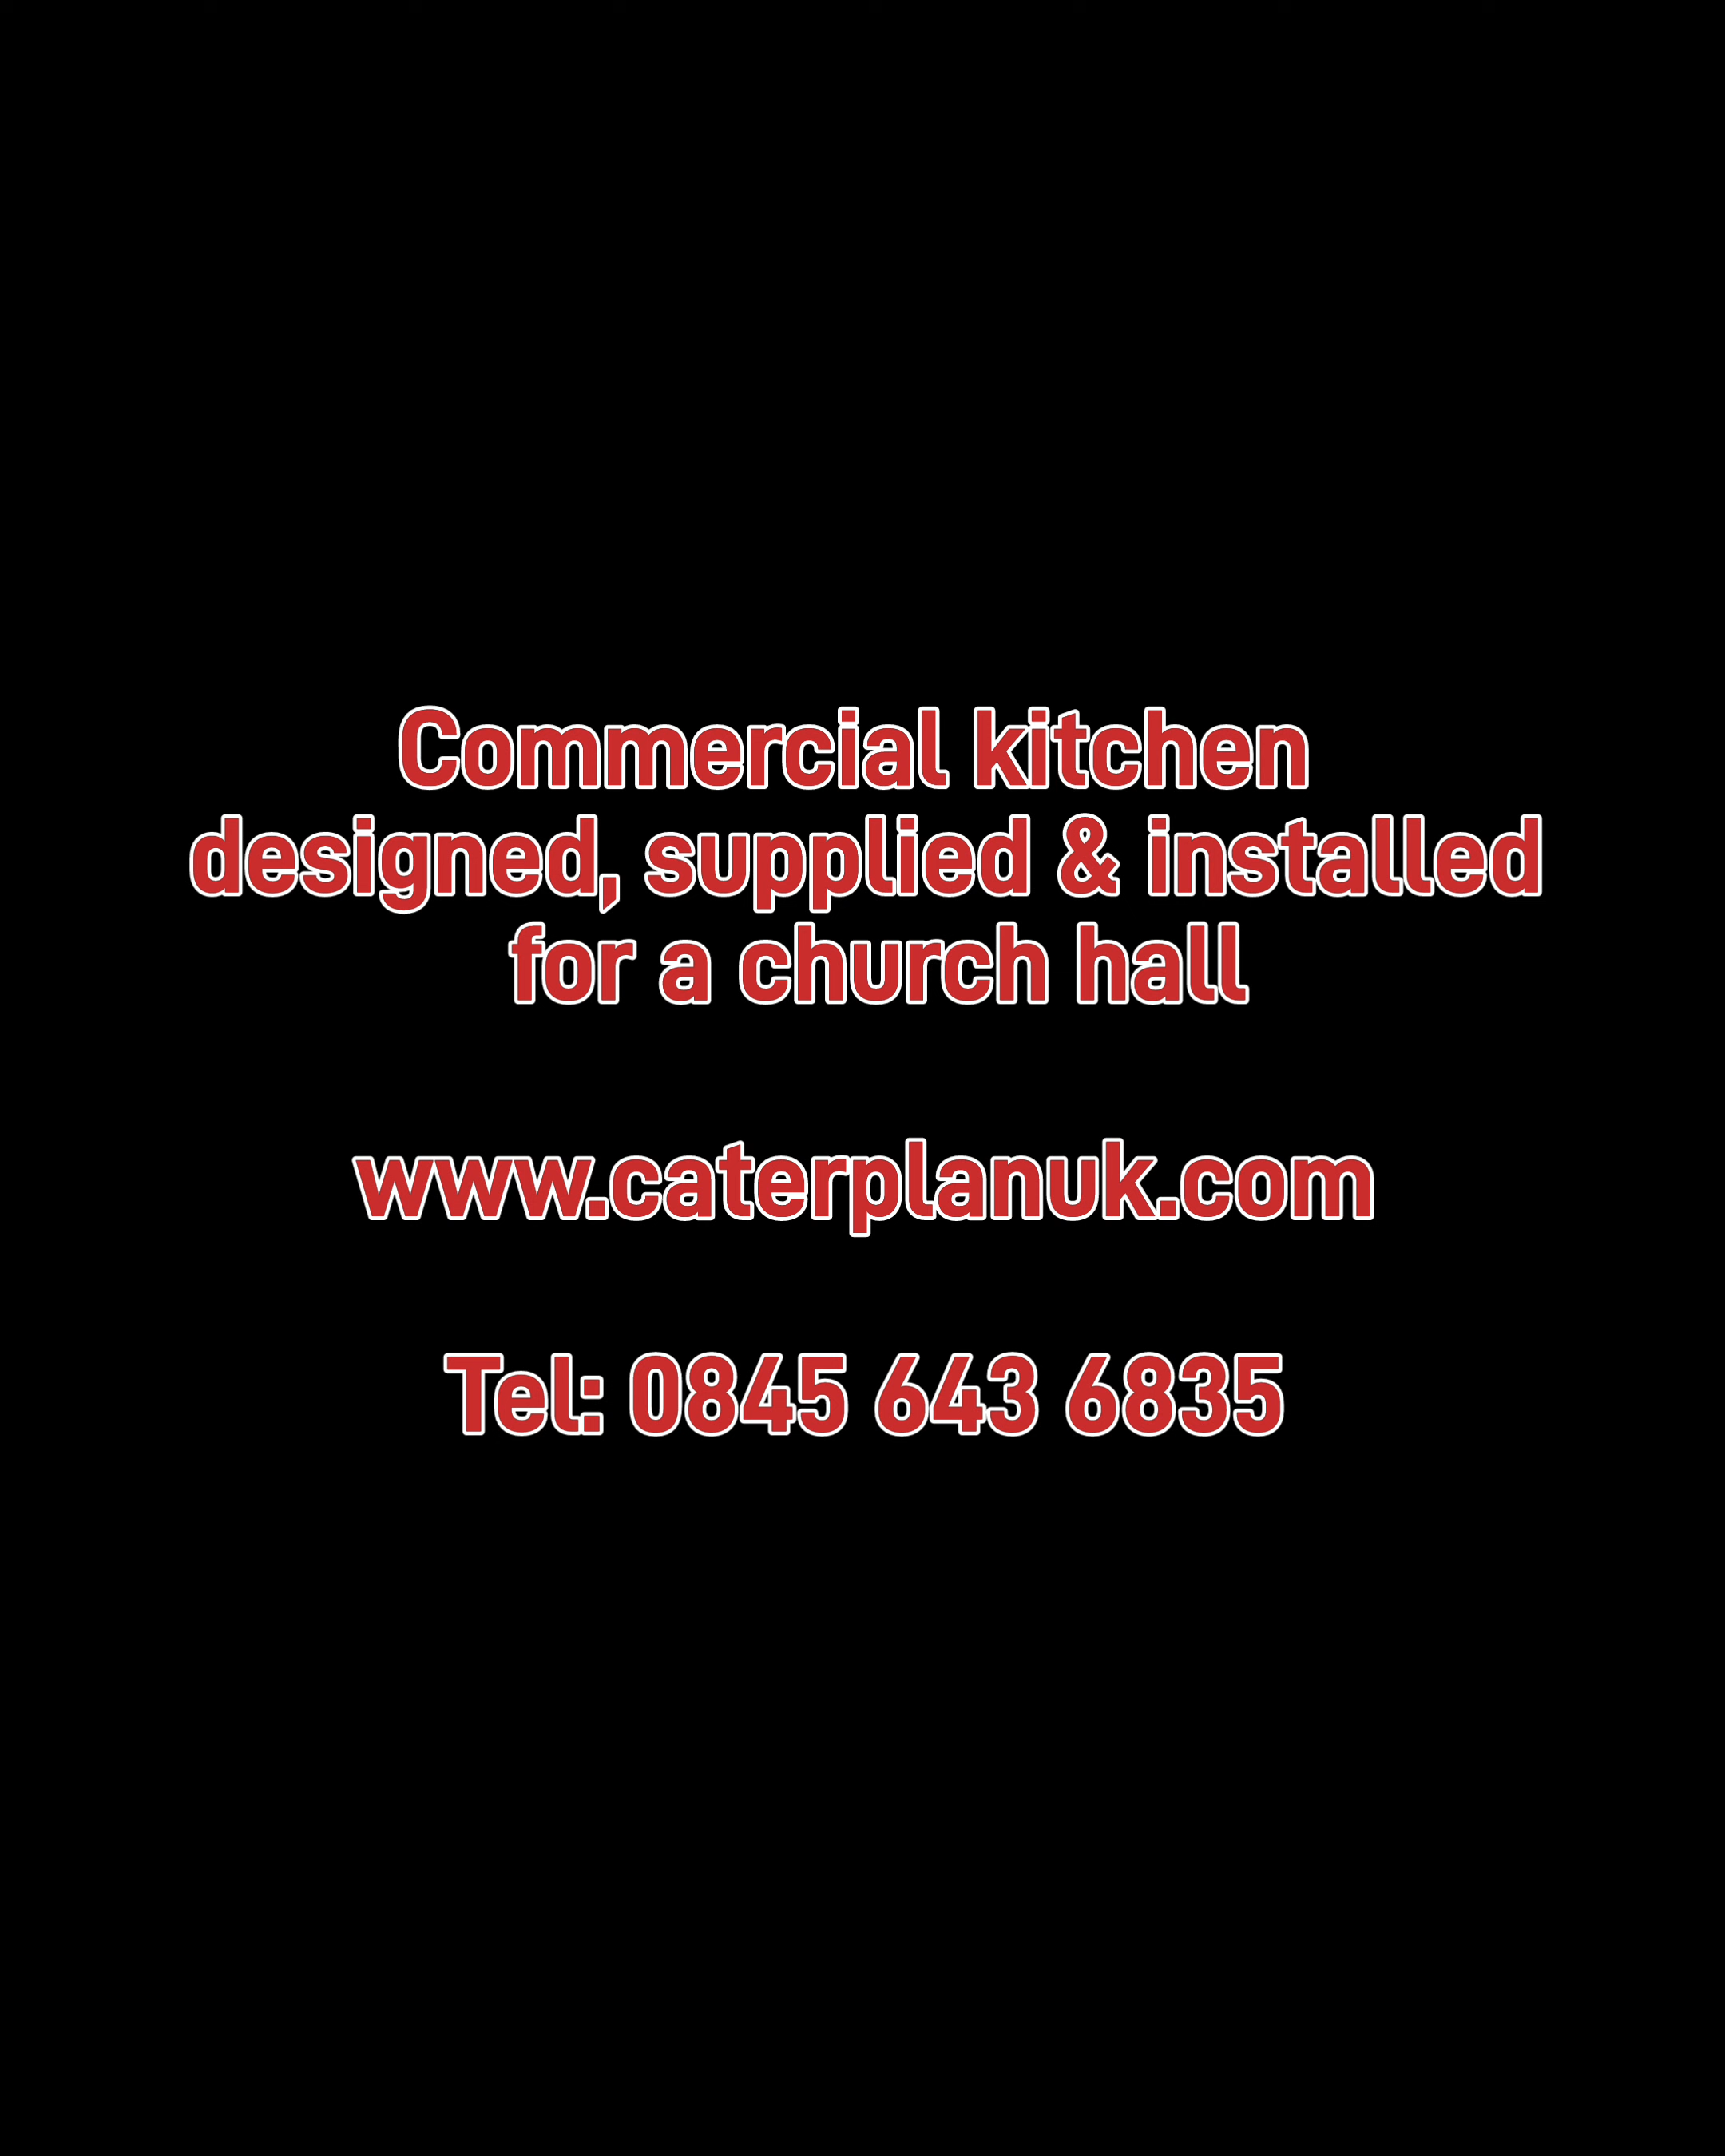 Commercial kitchen
designed, supplied & installed
for a church hall
www.caterplanuk.com
Tel: 0845 643 6835